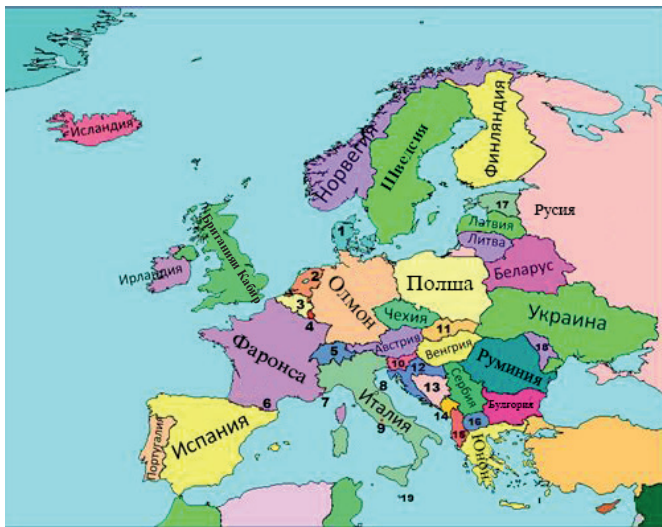 Исландия
Норвегия
Шведсия
Финляндия
17
Русия
Латвия
Литва
1
Британияи Кабир
Ирландия
Беларус
2
Олмон
Полша
3
4
Чехия
Украина
11
Фаронса
5
Австрия
Венгрия
18
10
12
Руминия
13
Сербия
6
7
8
Италия
9
14
Булгория
15
16
Испания
Португалия
Юнон
19